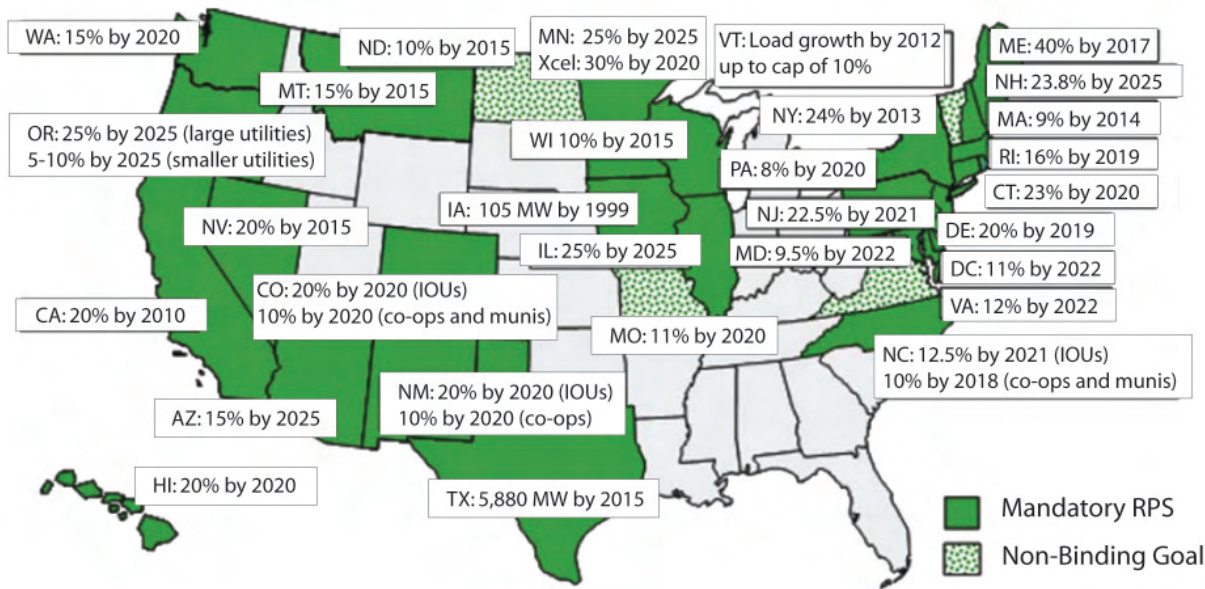 WA: 15% by 2020
ND: 10% by 2015
MN: 25% by 2025
Xcel: 30% by 2020
VT: Load growth by 2012
up to cap of 10%
ME: 40% by 2017
NH: 23.8% by 2025
MT: 15% by 2015
NY: 24% by 2013
MA: 9% by 2014
OR: 25% by 2025 (large utilities)
5-10% by 2025 (smaller utilities)
WI 10% by 2015
PA: 8% by 2020
RI: 16% by 2019
CT: 23% by 2020
NV: 20% by 2015
IA: 105 MW by 1999
NJ: 22.5% by 2021
DE: 20% by 2019
IL: 25% by 2025
MD: 9.5% by 2022
DC: 11% by 2022
CO: 20% by 2020 (IOUs)
10% by 2020 (co-ops and munis)
VA: 12% by 2022
CA: 20% by 2010
MO: 11% by 2020
NC: 12.5% by 2021 (IOUs)
10% by 2018 (co-ops and munis)
NM: 20% by 2020 (IOUs)
10% by 2020 (co-ops)
AZ: 15% by 2025
HI: 20% by 2020
TX: 5,880 MW by 2015
Mandatory RPS
Non-Binding Goal